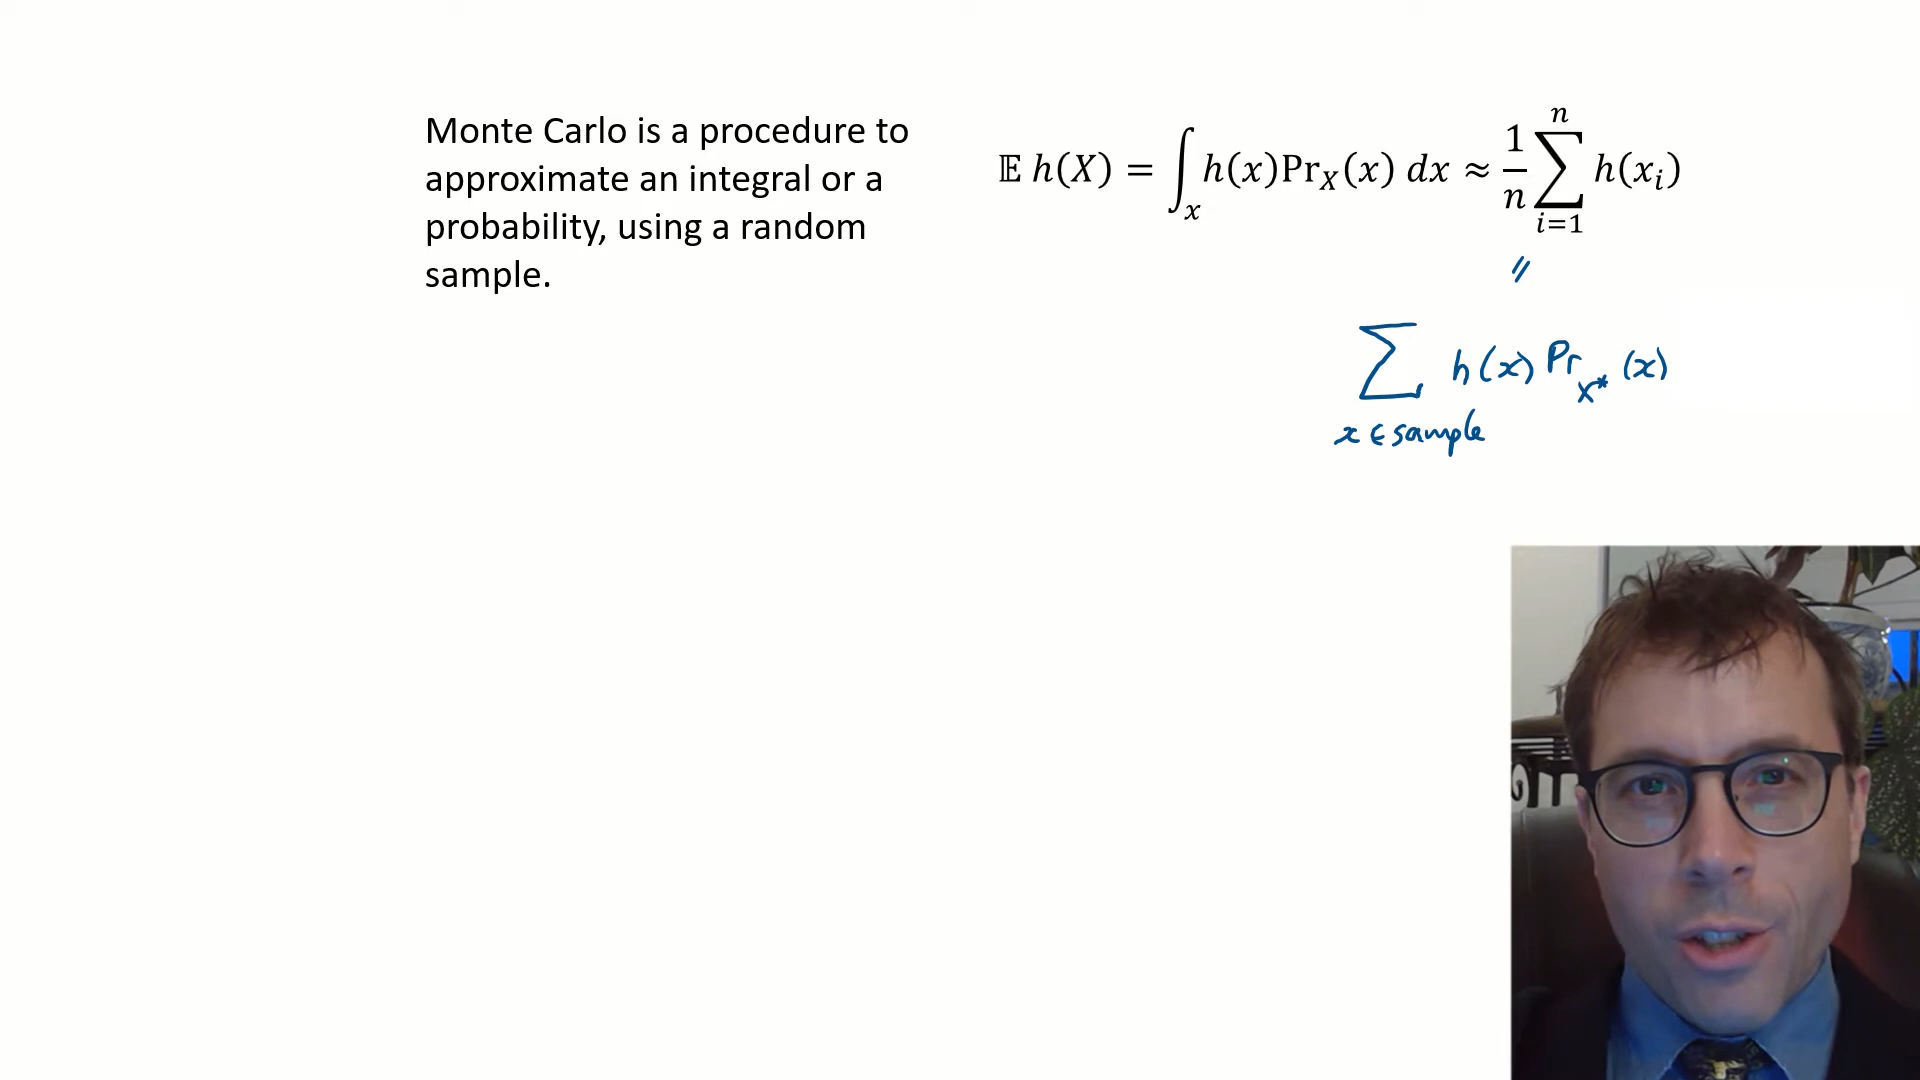 Monte Carlo is a procedure to
approximate an integral or a
probability, using a random
sample.
𝔼 h(X) = ∫_x h(x)Pr_X(x) dx ≈ 1/n ∑_{i=1}^{n} h(x_i)
=
∑_{x ∈ sample} h(x) Pr_{X*}(x)